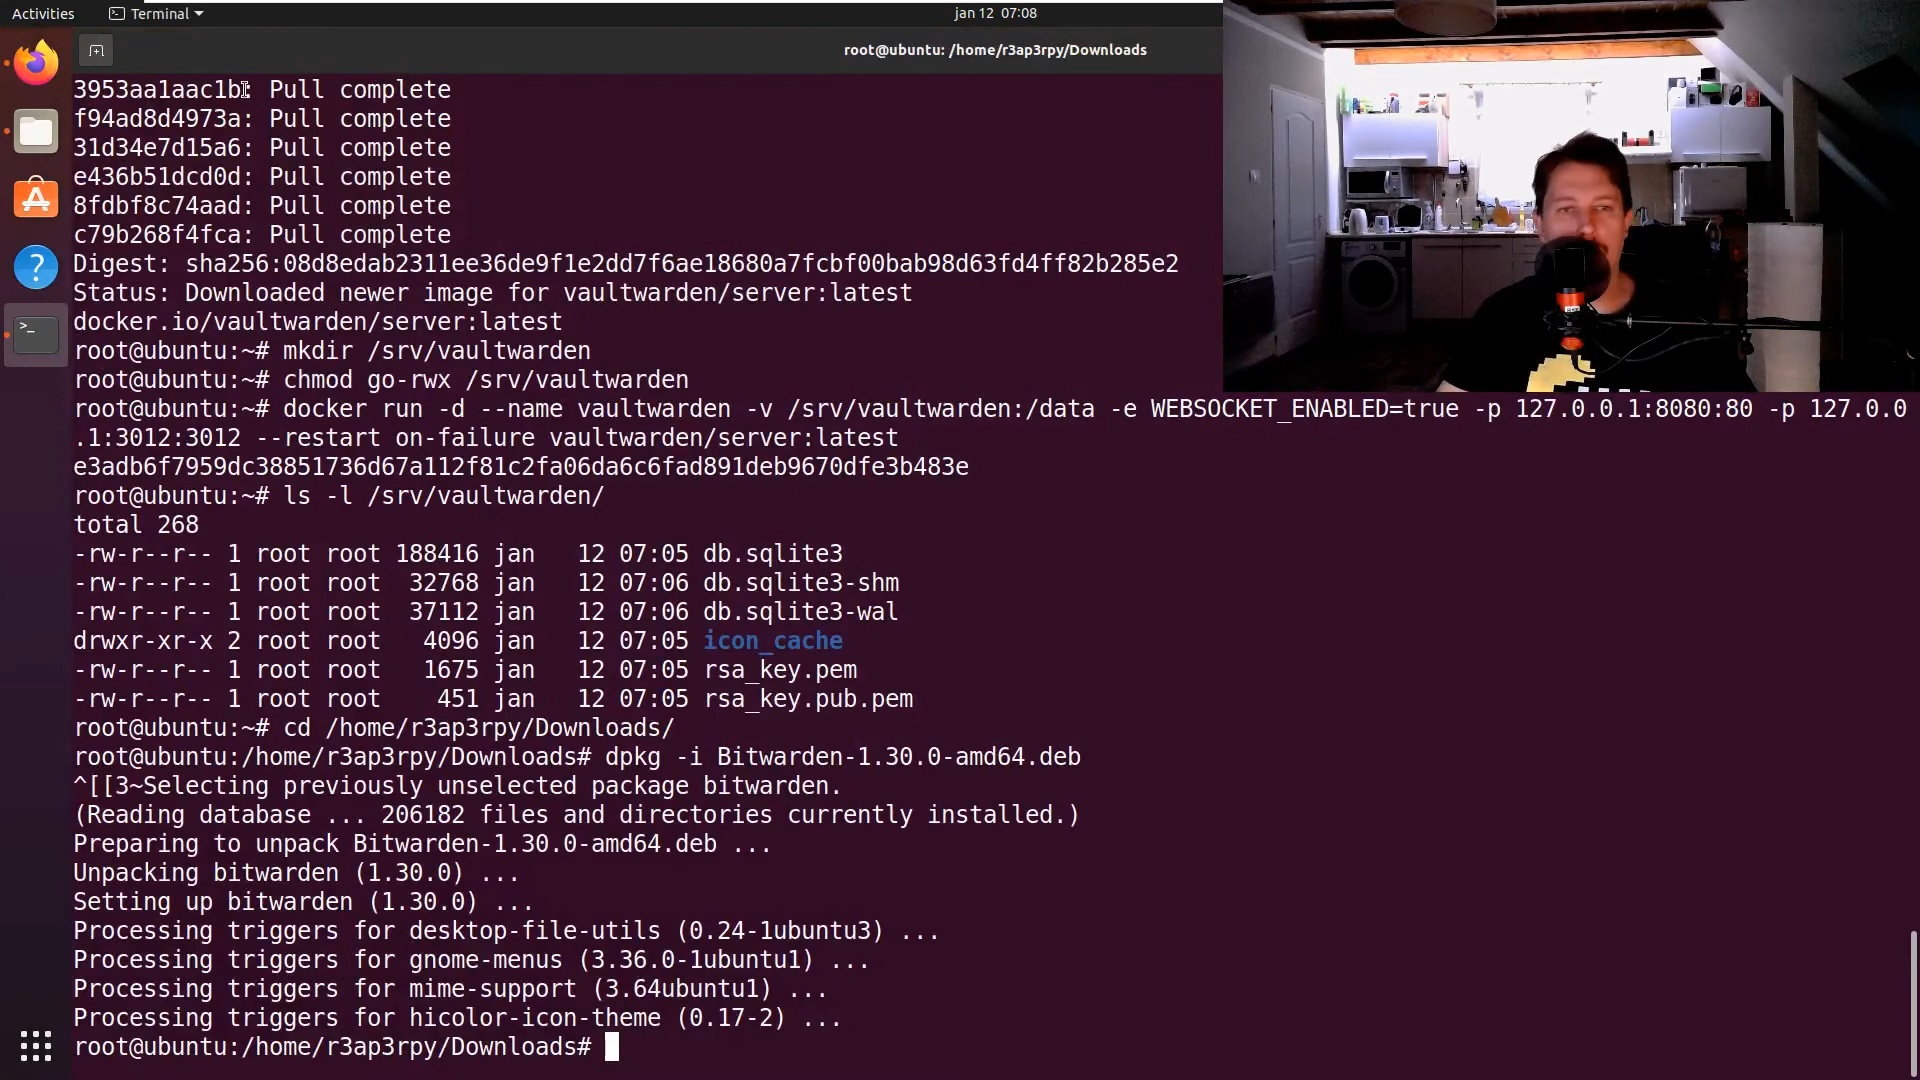 Activities
Terminal
jan 12 07:08
root@ubuntu: /home/r3ap3rpy/Downloads
3953aa1aac1b: Pull complete
f94ad8d4973a: Pull complete
31d34e7d15a6: Pull complete
e436b51dcd0d: Pull complete
8fdbf8c74aad: Pull complete
c79b268f4fca: Pull complete
Digest: sha256:08d8edab2311ee36de9f1e2dd7f6ae18680a7fcbf00bab98d63fd4ff82b285e2
Status: Downloaded newer image for vaultwarden/server:latest
docker.io/vaultwarden/server:latest
root@ubuntu:~# mkdir /srv/vaultwarden
root@ubuntu:~# chmod go-rwx /srv/vaultwarden
root@ubuntu:~# docker run -d --name vaultwarden -v /srv/vaultwarden:/data -e WEBSOCKET_ENABLED=true -p 127.0.0.1:8080:80 -p 127.0.0
.1:3012:3012 --restart on-failure vaultwarden/server:latest
e3adb6f7959dc38851736d67a112f81c2fa06da6c6fad891deb9670dfe3b483e
root@ubuntu:~# ls -l /srv/vaultwarden/
total 268
-rw-r--r-- 1 root root 188416 jan   12 07:05 db.sqlite3
-rw-r--r-- 1 root root  32768 jan   12 07:06 db.sqlite3-shm
-rw-r--r-- 1 root root  37112 jan   12 07:06 db.sqlite3-wal
drwxr-xr-x 2 root root   4096 jan   12 07:05 icon_cache
-rw-r--r-- 1 root root   1675 jan   12 07:05 rsa_key.pem
-rw-r--r-- 1 root root    451 jan   12 07:05 rsa_key.pub.pem
root@ubuntu:~# cd /home/r3ap3rpy/Downloads/
root@ubuntu:/home/r3ap3rpy/Downloads# dpkg -i Bitwarden-1.30.0-amd64.deb
^[[3~Selecting previously unselected package bitwarden.
(Reading database ... 206182 files and directories currently installed.)
Preparing to unpack Bitwarden-1.30.0-amd64.deb ...
Unpacking bitwarden (1.30.0) ...
Setting up bitwarden (1.30.0) ...
Processing triggers for desktop-file-utils (0.24-1ubuntu3) ...
Processing triggers for gnome-menus (3.36.0-1ubuntu1) ...
Processing triggers for mime-support (3.64ubuntu1) ...
Processing triggers for hicolor-icon-theme (0.17-2) ...
root@ubuntu:/home/r3ap3rpy/Downloads#